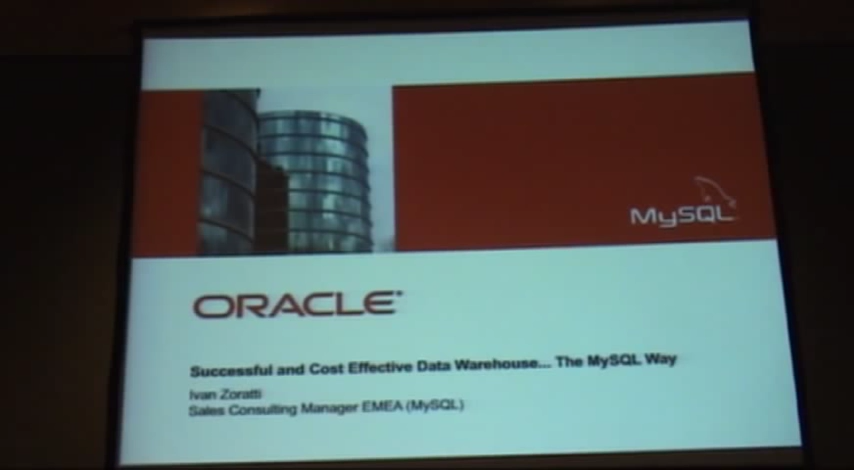 MySQL
ORACLE
Successful and Cost Effective Data Warehouse... The MySQL Way
Ivan Zoratti
Sales Consulting Manager EMEA (MySQL)